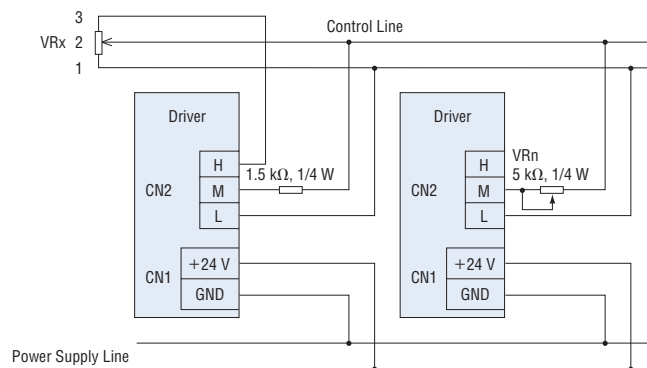 3
VRx 2
1
Control Line
Driver
H
CN2 M
L
1.5 kΩ, 1/4 W
+24 V
CN1
GND
Driver
H
CN2 M
L
VRn
5 kΩ, 1/4 W
+24 V
CN1
GND
Power Supply Line